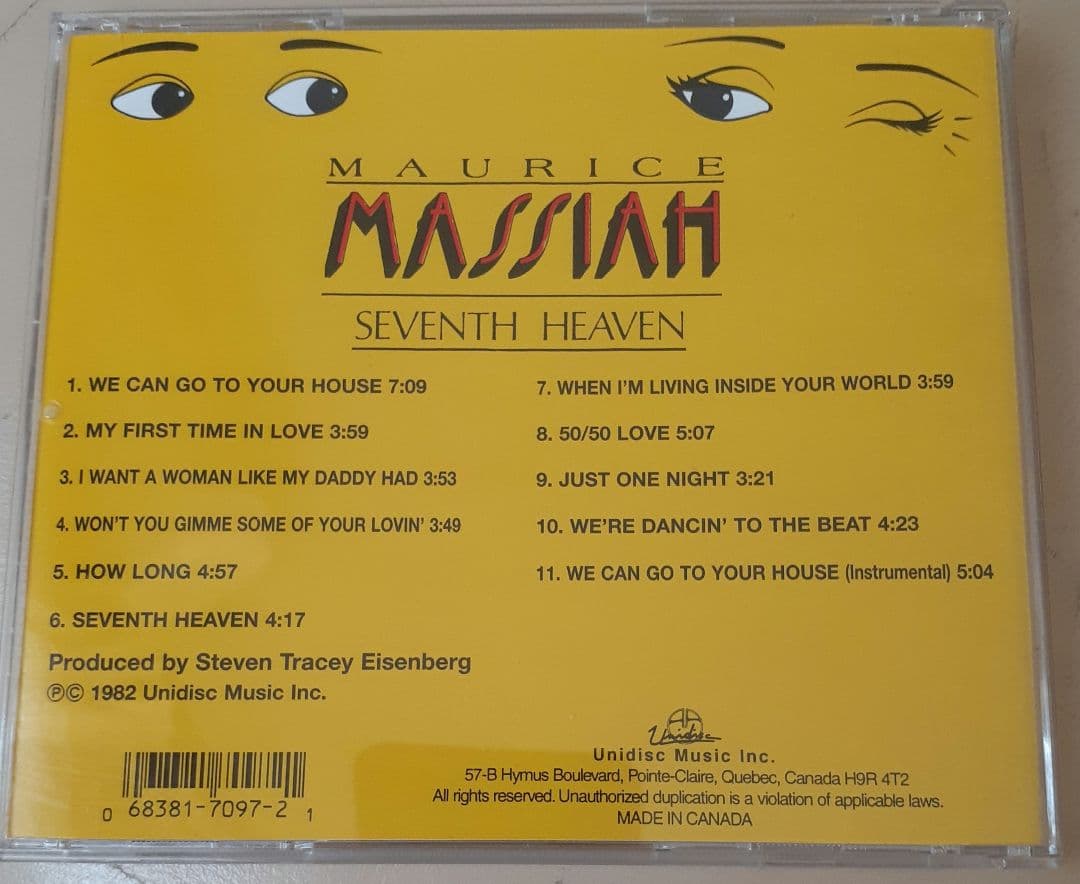 MAURICE
MASSIAH
SEVENTH HEAVEN
1. WE CAN GO TO YOUR HOUSE 7:09
2. MY FIRST TIME IN LOVE 3:59
3. I WANT A WOMAN LIKE MY DADDY HAD 3:53
4. WON'T YOU GIMME SOME OF YOUR LOVIN' 3:49
5. HOW LONG 4:57
6. SEVENTH HEAVEN 4:17
7. WHEN I'M LIVING INSIDE YOUR WORLD 3:59
8. 50/50 LOVE 5:07
9. JUST ONE NIGHT 3:21
10. WE'RE DANCIN' TO THE BEAT 4:23
11. WE CAN GO TO YOUR HOUSE (Instrumental) 5:04
Produced by Steven Tracey Eisenberg
℗© 1982 Unidisc Music Inc.
0 68381-7097-2 1
Unidisc
Unidisc Music Inc.
57-B Hymus Boulevard, Pointe-Claire, Quebec, Canada H9R 4T2
All rights reserved. Unauthorized duplication is a violation of applicable laws.
MADE IN CANADA